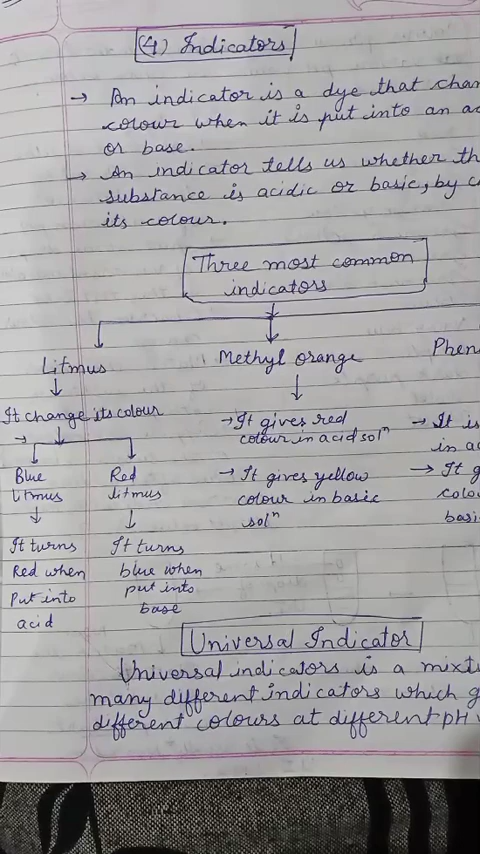 (4) Indicators
→ An indicator is a dye that chan
colour when it is put into an ac
or base.
→ An indicator tells us whether th
substance is acidic or basic, by c
its colour.
Three most common
indicators
Litmus
It change its colour
Blue
litmus
It turns
Red when
Put into
acid
Red
litmus
It turns
blue when
put into
base
Methyl orange
→ It gives red
colour in acid solⁿ
→ It gives yellow
colour in basic
solⁿ
Phen
→ It is
in ac
→ It g
colo
basi
Universal Indicator
Universal indicators is a mixtu
many different indicators which g
different colours at different pH v